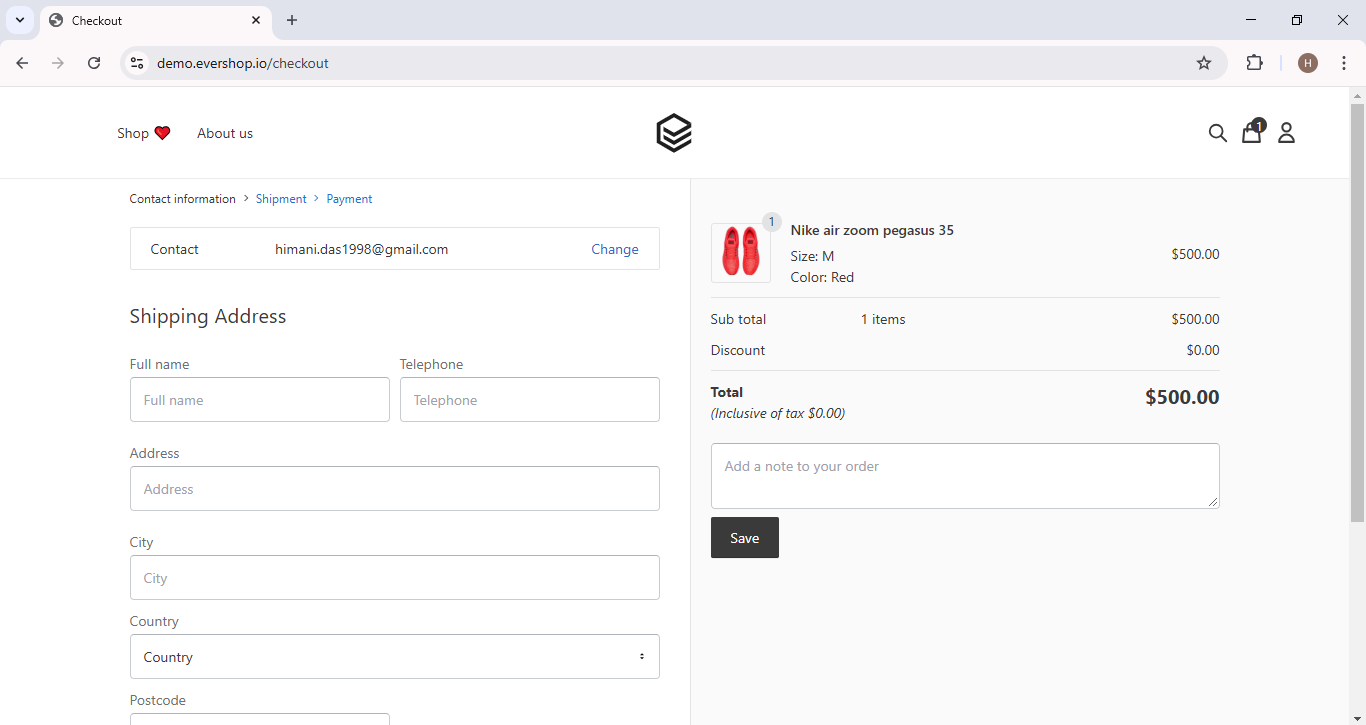 Checkout
demo.evershop.io/checkout
H
Shop
About us
1
Contact information
Shipment
Payment
Contact
himani.das1998@gmail.com
Change
Shipping Address
Full name
Telephone
Full name
Telephone
Address
Address
City
City
Country
Country
Postcode
1
Nike air zoom pegasus 35
Size: M
Color: Red
$500.00
Sub total 1 items $500.00
Discount $0.00
Total $500.00
(Inclusive of tax $0.00)
Add a note to your order
Save